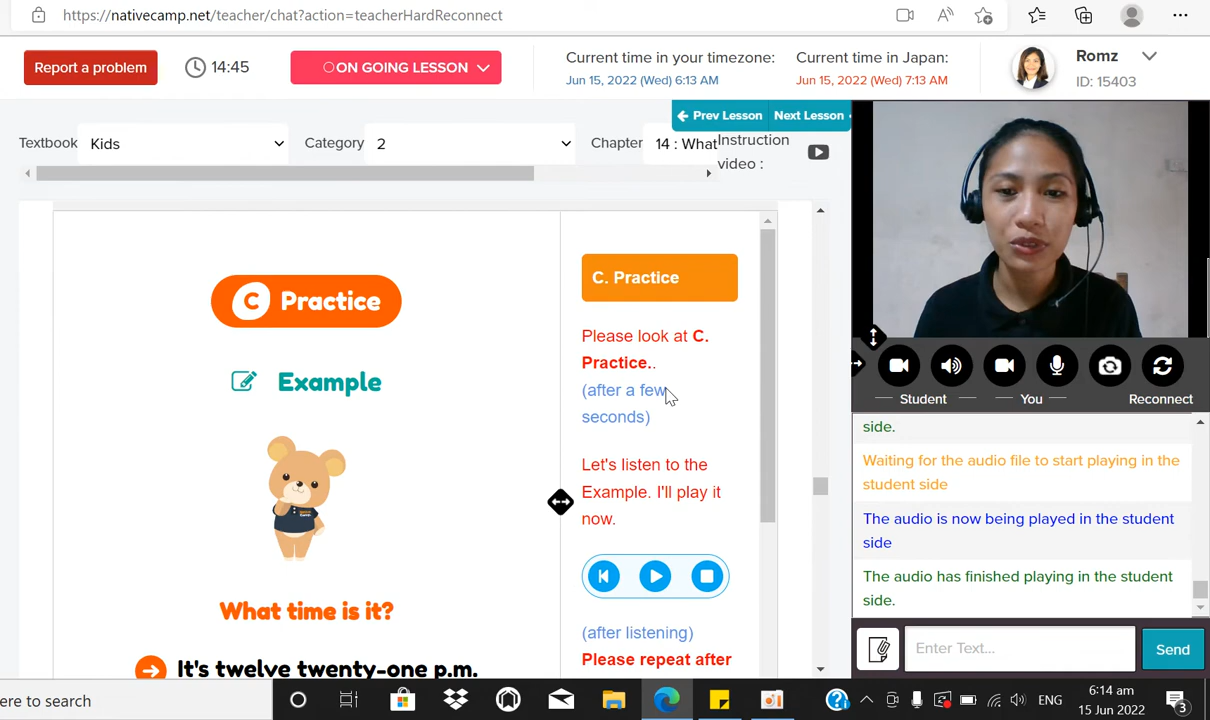 https://nativecamp.net/teacher/chat?action=teacherHardReconnect
Report a problem
14:45
ON GOING LESSON
Current time in your timezone:
Jun 15, 2022 (Wed) 6:13 AM
Current time in Japan:
Jun 15, 2022 (Wed) 7:13 AM
Romz
ID: 15403
Prev Lesson
Next Lesson
Textbook
Kids
Category
2
Chapter
14 : What
Instruction
video :
C Practice
Example
What time is it?
It's twelve twenty-one p.m.
C. Practice
Please look at C.
Practice..
(after a few
seconds)
Let's listen to the
Example. I'll play it
now.
(after listening)
Please repeat after
Student
You
Reconnect
side.
Waiting for the audio file to start playing in the
student side
The audio is now being played in the student
side
The audio has finished playing in the student
side.
Enter Text...
Send
ere to search
ENG
6:14 am
15 Jun 2022
3